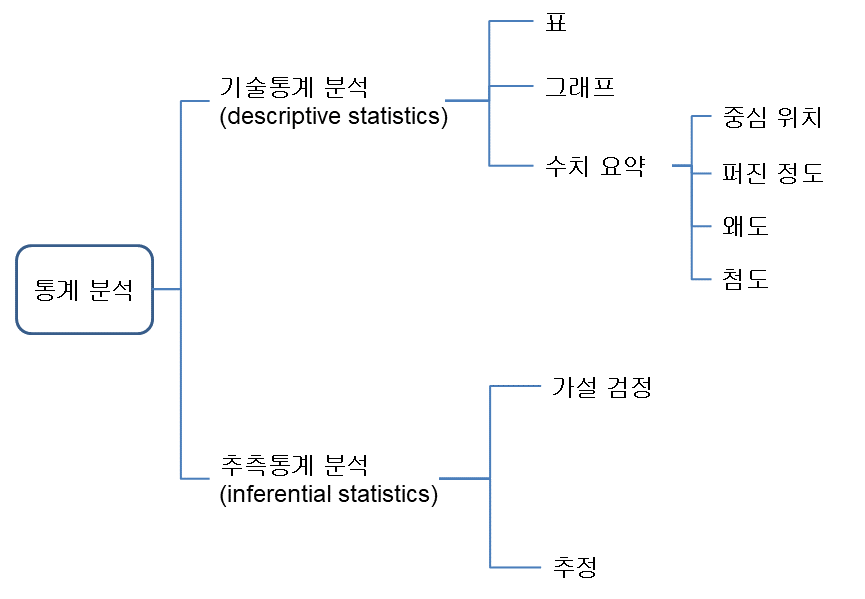 표
기술통계 분석
(descriptive statistics)
그래프
수치 요약
중심 위치
퍼진 정도
왜도
첨도
통계 분석
가설 검정
추측통계 분석
(inferential statistics)
추정